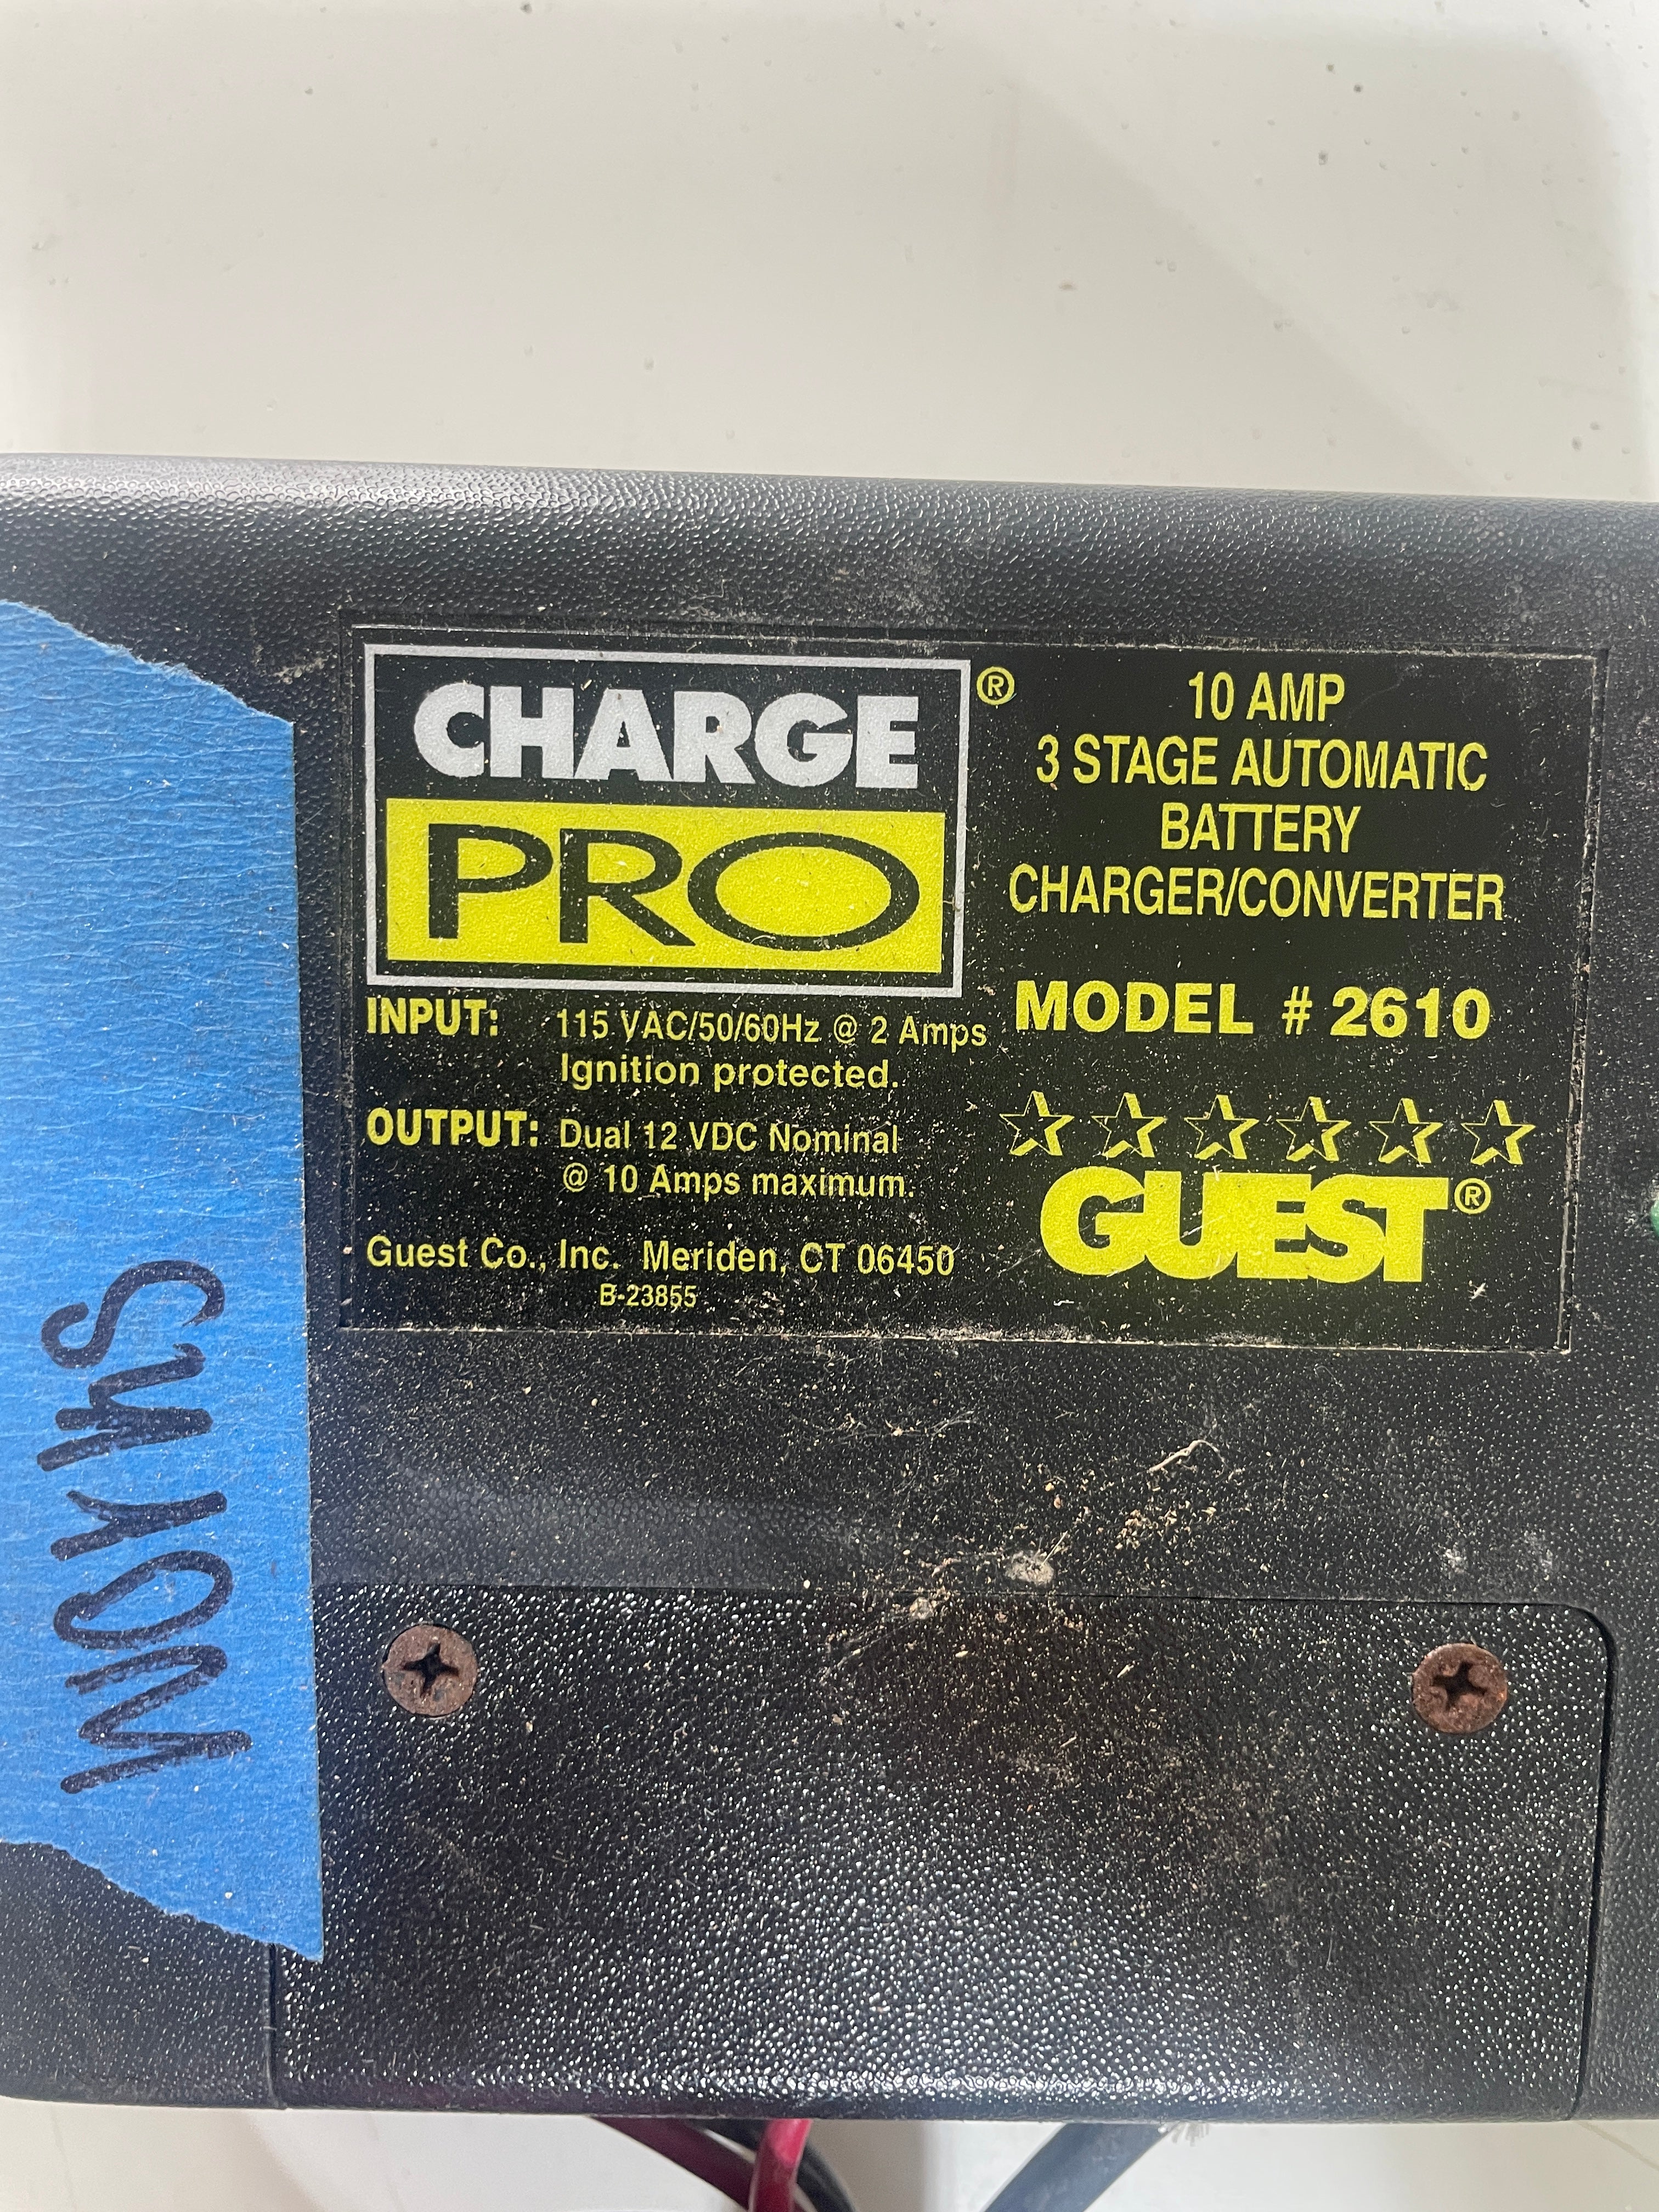 CHARGE ®
PRO
10 AMP
3 STAGE AUTOMATIC
BATTERY
CHARGER/CONVERTER
MODEL # 2610
INPUT: 115 VAC/50/60Hz @ 2 Amps
Ignition protected.
OUTPUT: Dual 12 VDC Nominal
@ 10 Amps maximum.
GUEST®
Guest Co., Inc. Meriden, CT 06450
B-23855